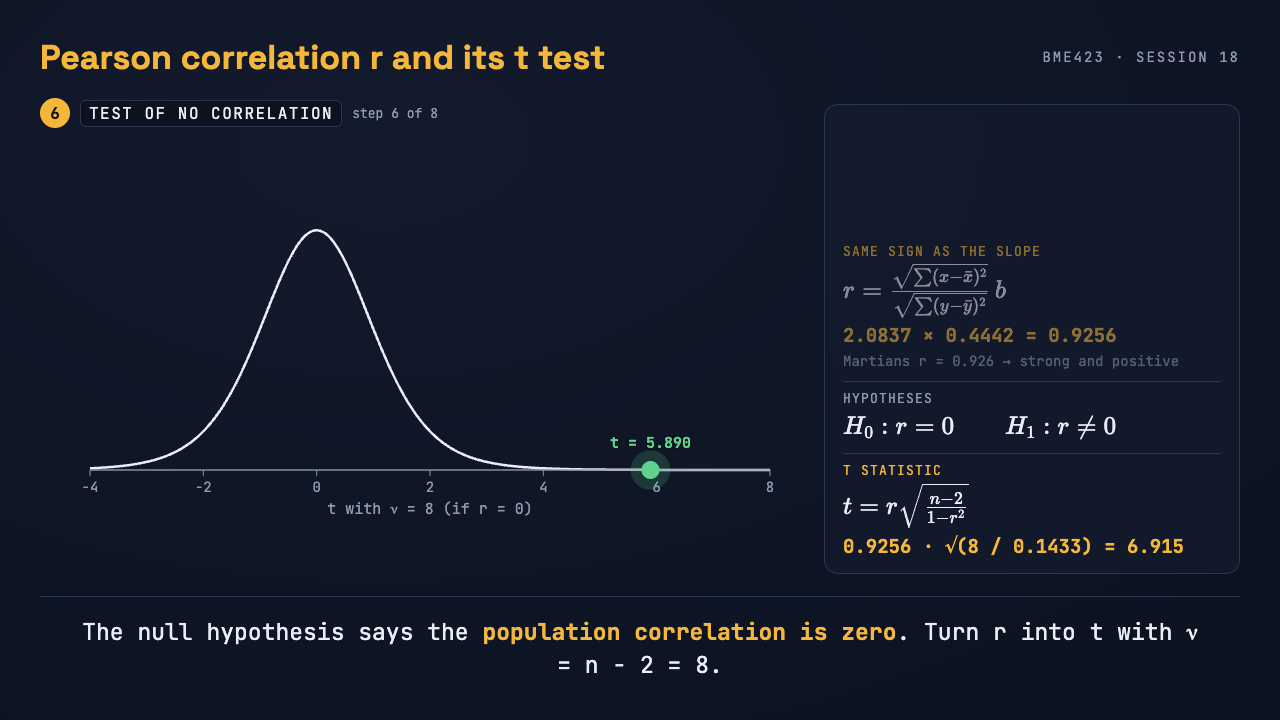 Pearson correlation r and its t test
BME423 · SESSION 18
6 TEST OF NO CORRELATION step 6 of 8
t = 5.890
-4 -2 0 2 4 6 8
t with ν = 8 (if r = 0)
SAME SIGN AS THE SLOPE
r = √∑(x−x̄)² / √∑(y−ȳ)² b
2.0837 × 0.4442 = 0.9256
Martians r = 0.926 → strong and positive
HYPOTHESES
H₀ : r = 0 H₁ : r ≠ 0
T STATISTIC
t = r√(n−2 / 1−r²)
0.9256 · √(8 / 0.1433) = 6.915
The null hypothesis says the population correlation is zero. Turn r into t with ν
= n - 2 = 8.